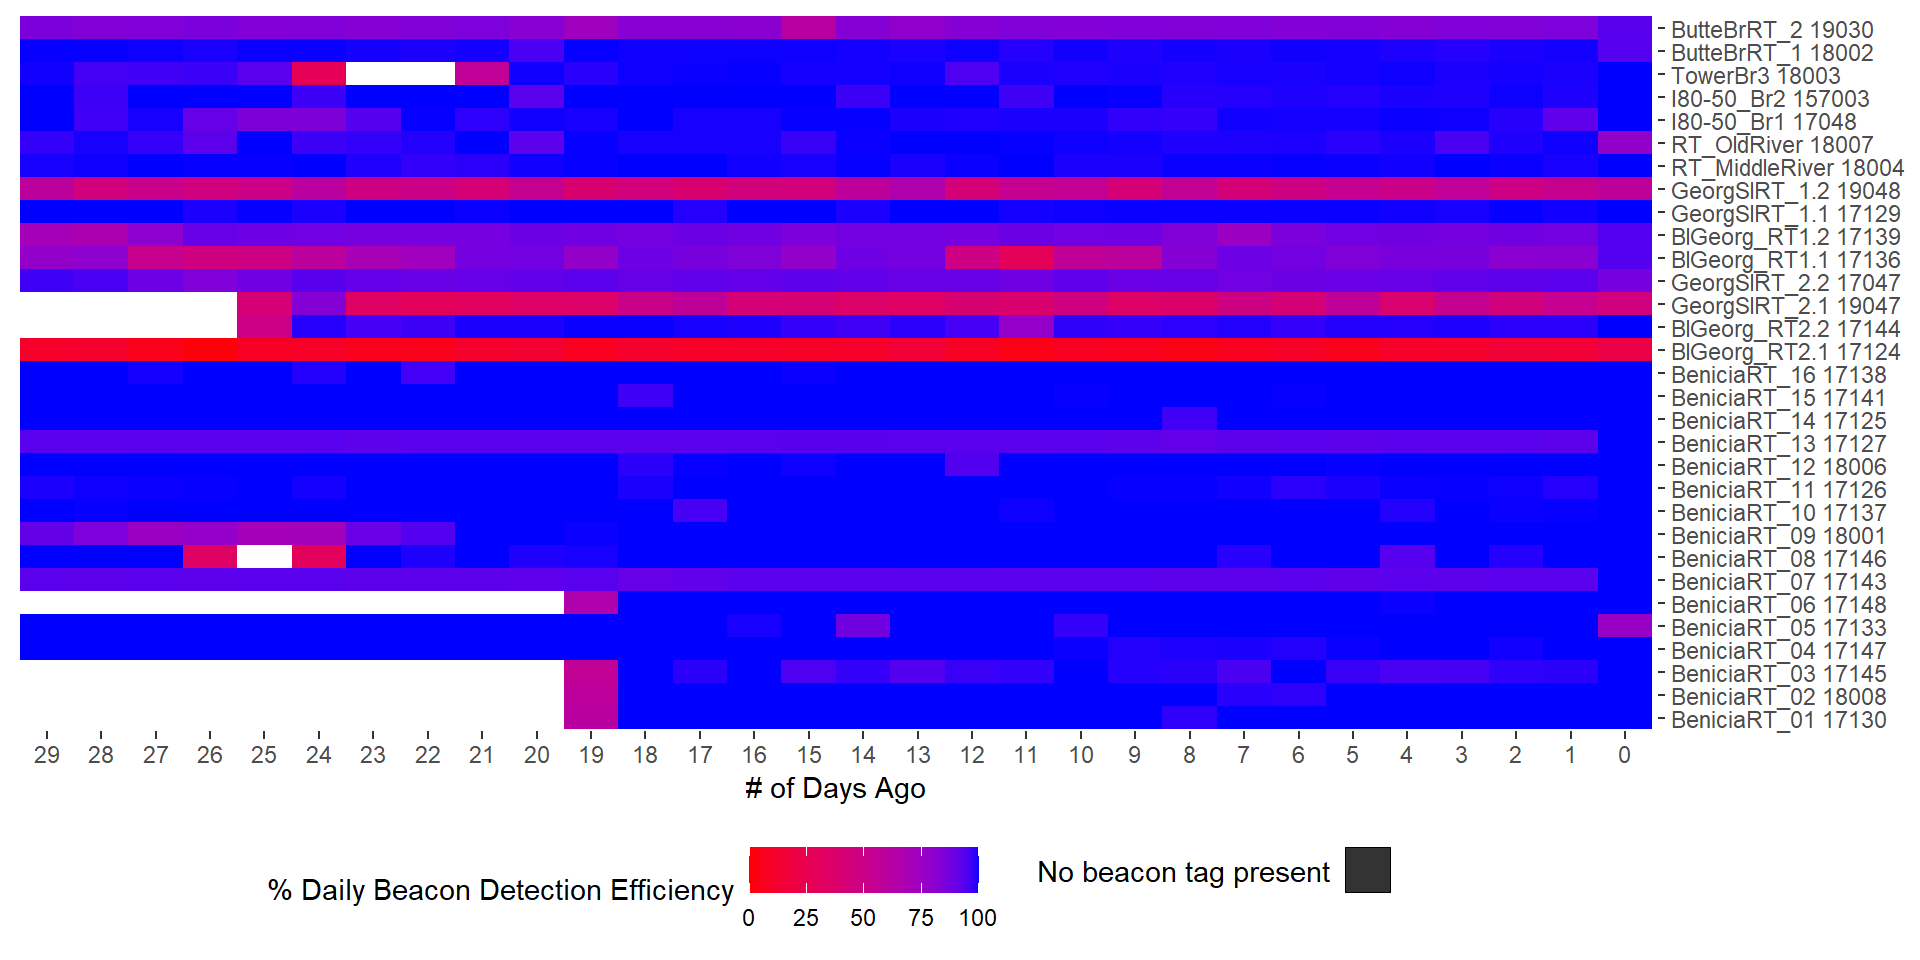 ButteBrRT_2 19030
ButteBrRT_1 18002
TowerBr3 18003
I80-50_Br2 157003
I80-50_Br1 17048
RT_OldRiver 18007
RT_MiddleRiver 18004
GeorgSlRT_1.2 19048
GeorgSlRT_1.1 17129
BlGeorg_RT1.2 17139
BlGeorg_RT1.1 17136
GeorgSlRT_2.2 17047
GeorgSlRT_2.1 19047
BlGeorg_RT2.2 17144
BlGeorg_RT2.1 17124
BeniciaRT_16 17138
BeniciaRT_15 17141
BeniciaRT_14 17125
BeniciaRT_13 17127
BeniciaRT_12 18006
BeniciaRT_11 17126
BeniciaRT_10 17137
BeniciaRT_09 18001
BeniciaRT_08 17146
BeniciaRT_07 17143
BeniciaRT_06 17148
BeniciaRT_05 17133
BeniciaRT_04 17147
BeniciaRT_03 17145
BeniciaRT_02 18008
BeniciaRT_01 17130
29 28 27 26 25 24 23 22 21 20 19 18 17 16 15 14 13 12 11 10 9 8 7 6 5 4 3 2 1 0
# of Days Ago
% Daily Beacon Detection Efficiency
0 25 50 75 100
No beacon tag present